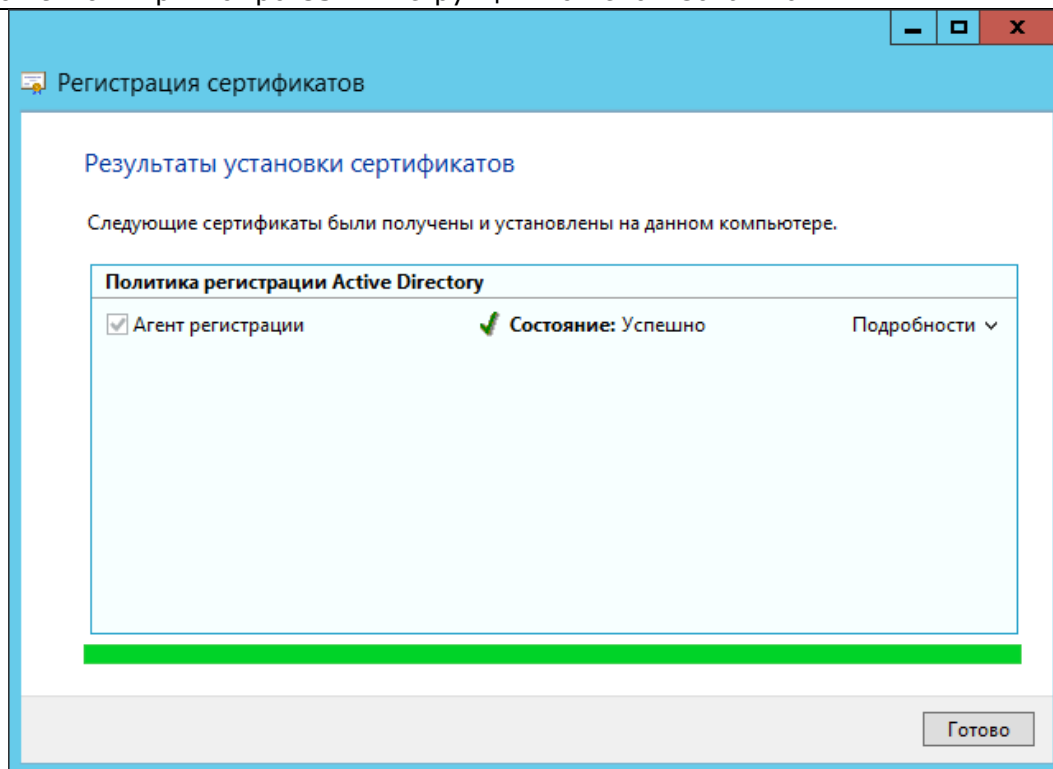 Регистрация сертификатов
Результаты установки сертификатов
Следующие сертификаты были получены и установлены на данном компьютере.
Политика регистрации Active Directory
Агент регистрации Состояние: Успешно Подробности
Готово